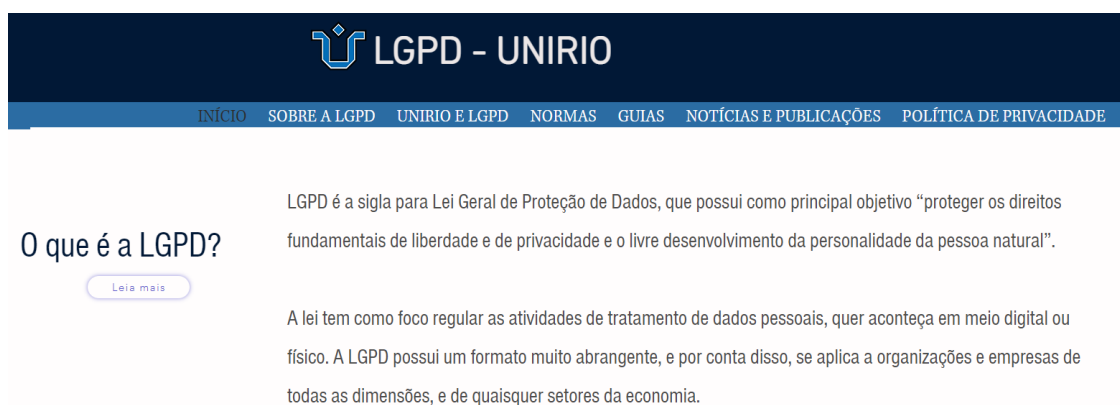 LGPD - UNIRIO
INÍCIO SOBRE A LGPD UNIRIO E LGPD NORMAS GUIAS NOTÍCIAS E PUBLICAÇÕES POLÍTICA DE PRIVACIDADE
O que é a LGPD?
Leia mais
LGPD é a sigla para Lei Geral de Proteção de Dados, que possui como principal objetivo “proteger os direitos
fundamentais de liberdade e de privacidade e o livre desenvolvimento da personalidade da pessoa natural”.
A lei tem como foco regular as atividades de tratamento de dados pessoais, quer aconteça em meio digital ou
físico. A LGPD possui um formato muito abrangente, e por conta disso, se aplica a organizações e empresas de
todas as dimensões, e de quaisquer setores da economia.